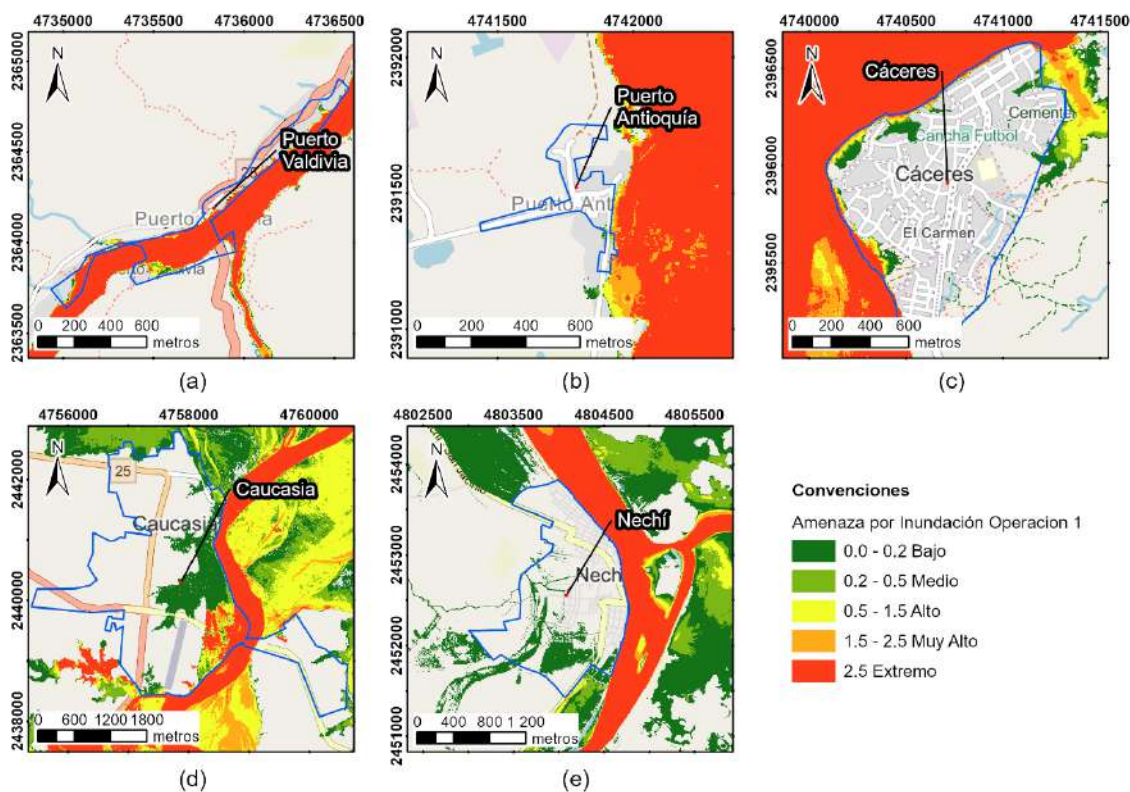 4735000 4735500 4736000 4736500
2365000
2364500
2364000
2363500
N
Puerto
Valdivia
25
0 200 400 600
metros
(a)
4741500 4742000
2392000
2391500
2391000
N
Puerto
Antioquía
Puerto Ant
0 200 400 600
metros
(b)
4740000 4740500 4741000 4741500
2396500
2396000
2395500
N
Cáceres
Cemente
Cancha Futbol
Cáceres
El Carmen
0 200 400 600
metros
(c)
4756000 4758000 4760000
2442000
2440000
2438000
N
25
Caucasia
Caucasia
0 600 1200 1800
metros
(d)
4802500 4803500 4804500 4805500
2454000
2453000
2452000
2451000
N
Nechí
Nech
0 400 800 1 200
metros
(e)
Convenciones
Amenaza por Inundación Operacion 1
0.0 - 0.2 Bajo
0.2 - 0.5 Medio
0.5 - 1.5 Alto
1.5 - 2.5 Muy Alto
2.5 Extremo